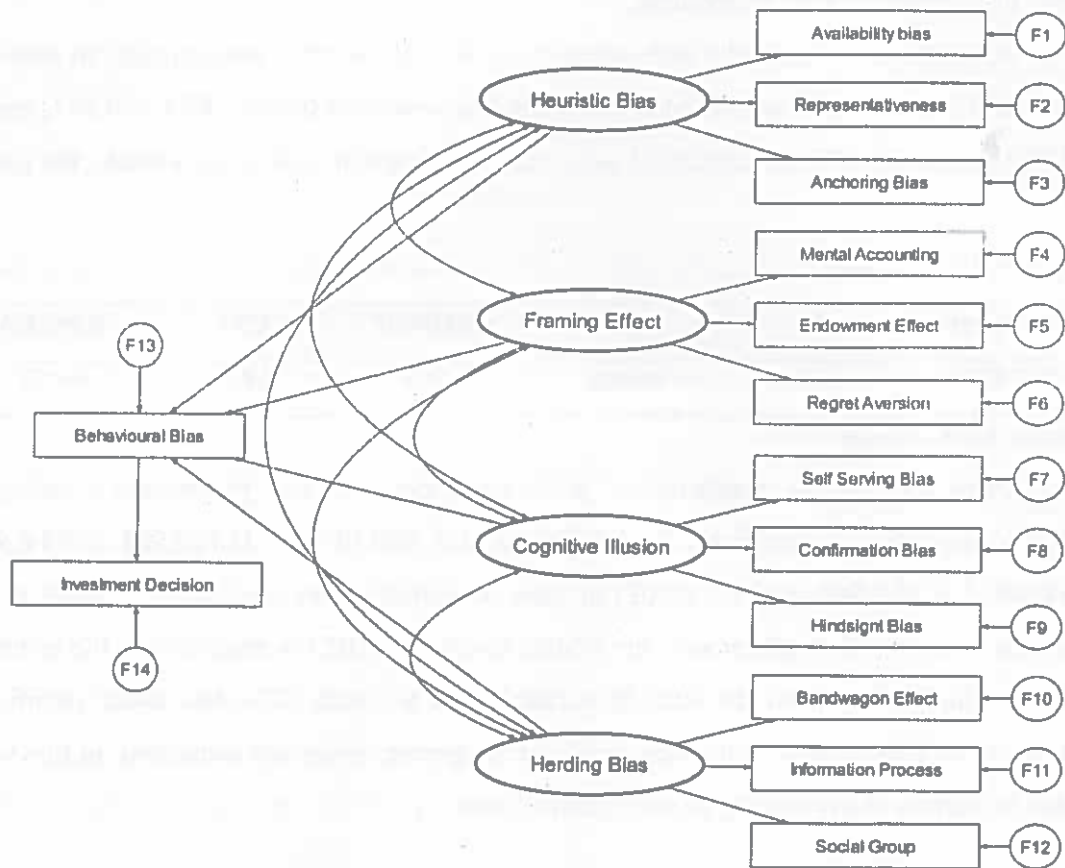 Availability bias
F1
Heuristic Bias
Representativeness
F2
Anchoring Bias
F3
Mental Accounting
F4
Framing Effect
Endowment Effect
F5
F13
Regret Aversion
F6
Behavioural Bias
Self Serving Bias
F7
Cognitive Illusion
Confirmation Bias
F8
Investment Decision
Hindsight Bias
F9
F14
Bandwagon Effect
F10
Herding Bias
Information Process
F11
Social Group
F12